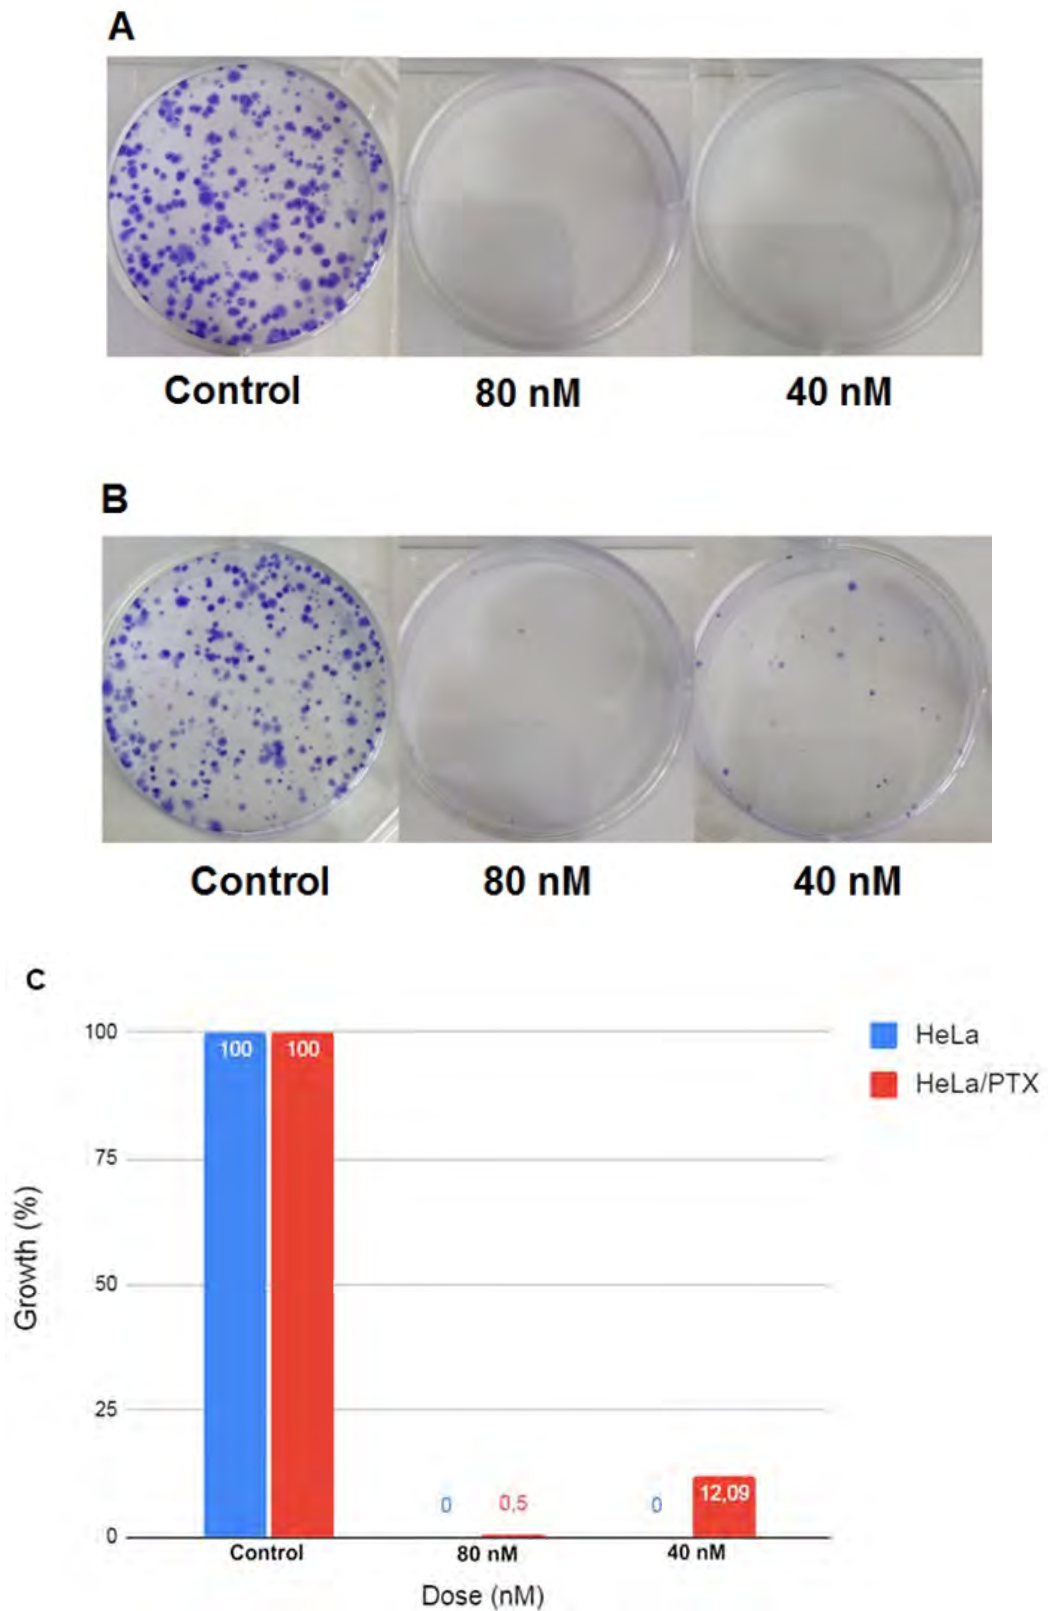 A
Control 80 nM 40 nM
B
Control 80 nM 40 nM
C
100
75
50
25
0
Growth (%)
100 100
0 0,5
0 12,09
Control 80 nM 40 nM
Dose (nM)
HeLa
HeLa/PTX